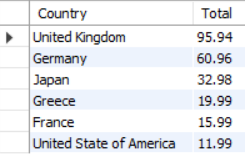 Country Total
United Kingdom 95.94
Germany 60.96
Japan 32.98
Greece 19.99
France 15.99
United State of America 11.99